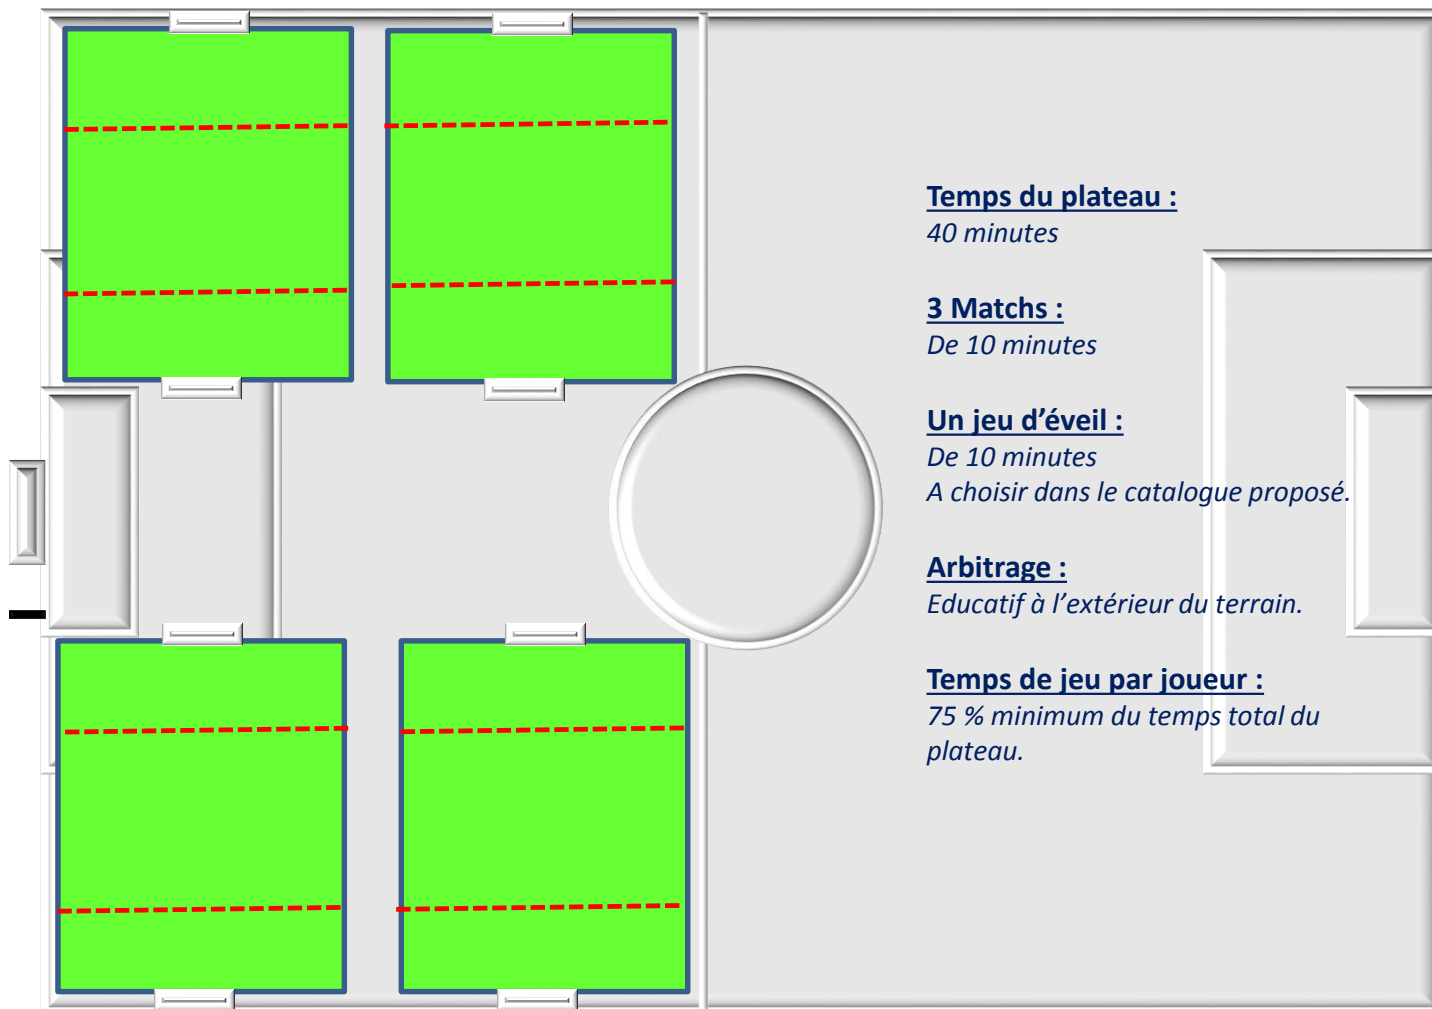 Temps du plateau :
40 minutes
3 Matchs :
De 10 minutes
Un jeu d’éveil :
De 10 minutes
A choisir dans le catalogue proposé.
Arbitrage :
Educatif à l’extérieur du terrain.
Temps de jeu par joueur :
75 % minimum du temps total du
plateau.